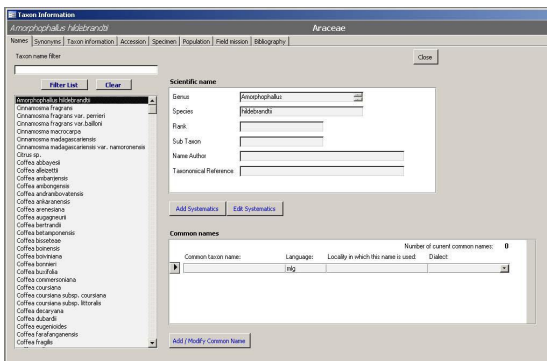 Taxon Information
Amorphophallus hildebrandtii Araceae
Names Synonyms Taxon information Accession Specimen Population Field mission Bibliography
Taxon name filter
Close
Filter List Clear
Amorphophallus hildebrandtii
Cinnamosma fragrans
Cinnamosma fragrans var. perrieri
Cinnamosma fragrans var.bailloni
Cinnamosma macrocarpa
Cinnamosma madagascariensis
Cinnamosma madagascariensis var. namoronensis
Citrus sp.
Coffea abbayesii
Coffea alleizettii
Coffea ambanjensis
Coffea ambongensis
Coffea andrambovatensis
Coffea ankaranensis
Coffea arenesiana
Coffea augagneurii
Coffea bertrandii
Coffea betamponensis
Coffea bisseteae
Coffea boinensis
Coffea boiviniana
Coffea bonnieri
Coffea buxifolia
Coffea commersoniana
Coffea coursiana
Coffea coursiana subsp. coursiana
Coffea coursiana subsp. littoralis
Coffea decaryana
Coffea dubardii
Coffea eugenioides
Coffea farafanganensis
Coffea fragilis
Scientific name
Genus Amorphophallus
Species hildebrandtii
Rank
Sub Taxon
Name Author
Taxonomical Reference
Add Systematics Edit Systematics
Common names
Number of current common names: 0
Common taxon name: Language: Locality in which this name is used: Dialect:
mlg
Add / Modify Common Name